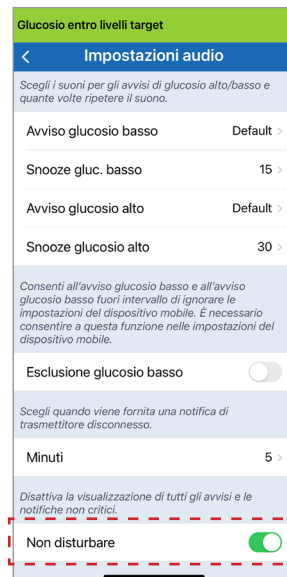 Glucosio entro livelli target
Impostazioni audio
Scegli i suoni per gli avvisi di glucosio alto/basso e
quante volte ripetere il suono.
Avviso glucosio basso Default
Snooze gluc. basso 15
Avviso glucosio alto Default
Snooze glucosio alto 30
Consenti all'avviso glucosio basso e all'avviso
glucosio basso fuori intervallo di ignorare le
impostazioni del dispositivo mobile. È necessario
consentire a questa funzione nelle impostazioni del
dispositivo mobile.
Esclusione glucosio basso
Scegli quando viene fornita una notifica di
trasmettitore disconnesso.
Minuti 5
Disattiva la visualizzazione di tutti gli avvisi e le
notifiche non critici.
Non disturbare